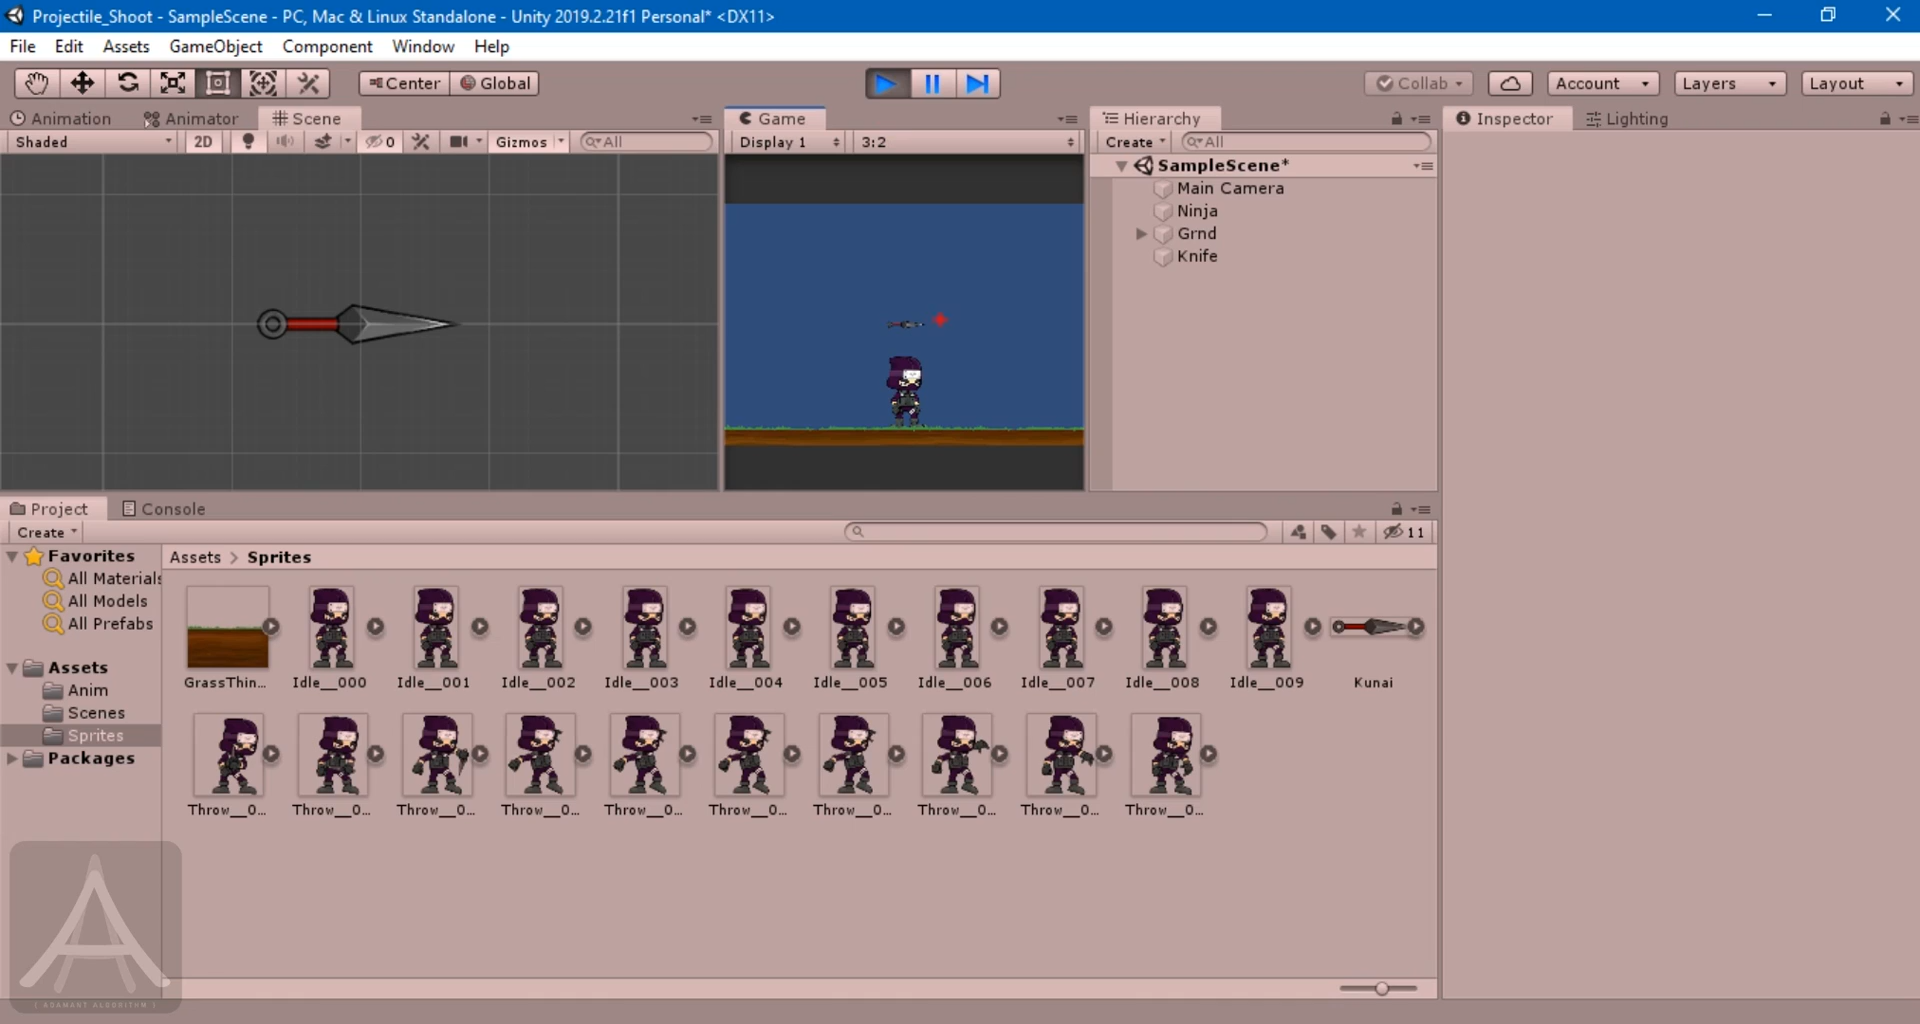 Projectile_Shoot - SampleScene - PC, Mac & Linux Standalone - Unity 2019.2.21f1 Personal* <DX11>
File Edit Assets GameObject Component Window Help
Center Global Collab Account Layers Layout
Animation Animator Scene Game Hierarchy Inspector Lighting
Shaded 2D 0 Gizmos All Display 1 3:2 Create All
SampleScene*
Main Camera
Ninja
Grnd
Knife
Project Console
Create 11
Favorites
All Materials
All Models
All Prefabs
Assets
Anim
Scenes
Sprites
Packages
Assets > Sprites
GrassThin... Idle__000 Idle__001 Idle__002 Idle__003 Idle__004 Idle__005 Idle__006 Idle__007 Idle__008 Idle__009 Kunai
Throw__0... Throw__0... Throw__0... Throw__0... Throw__0... Throw__0... Throw__0... Throw__0... Throw__0... Throw__0...
( ADAMANT ALGORITHM )